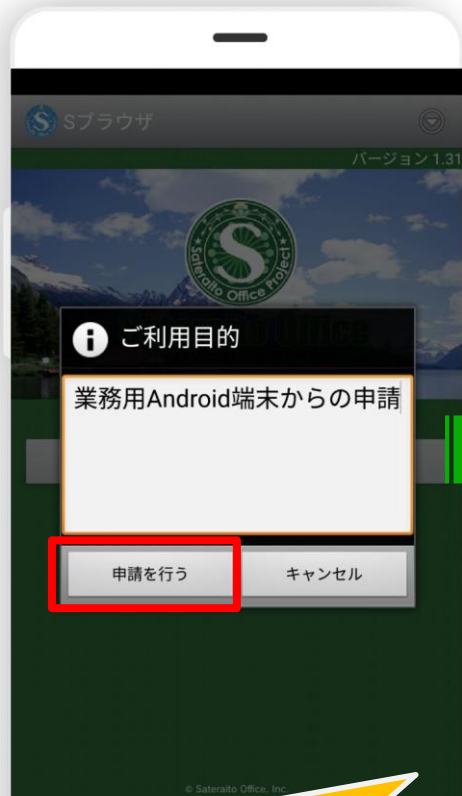 Sブラウザ
バージョン 1.31
Sateraito Office Project
ご利用目的
業務用Android端末からの申請
申請を行う
キャンセル
© Sateraito Office, Inc.